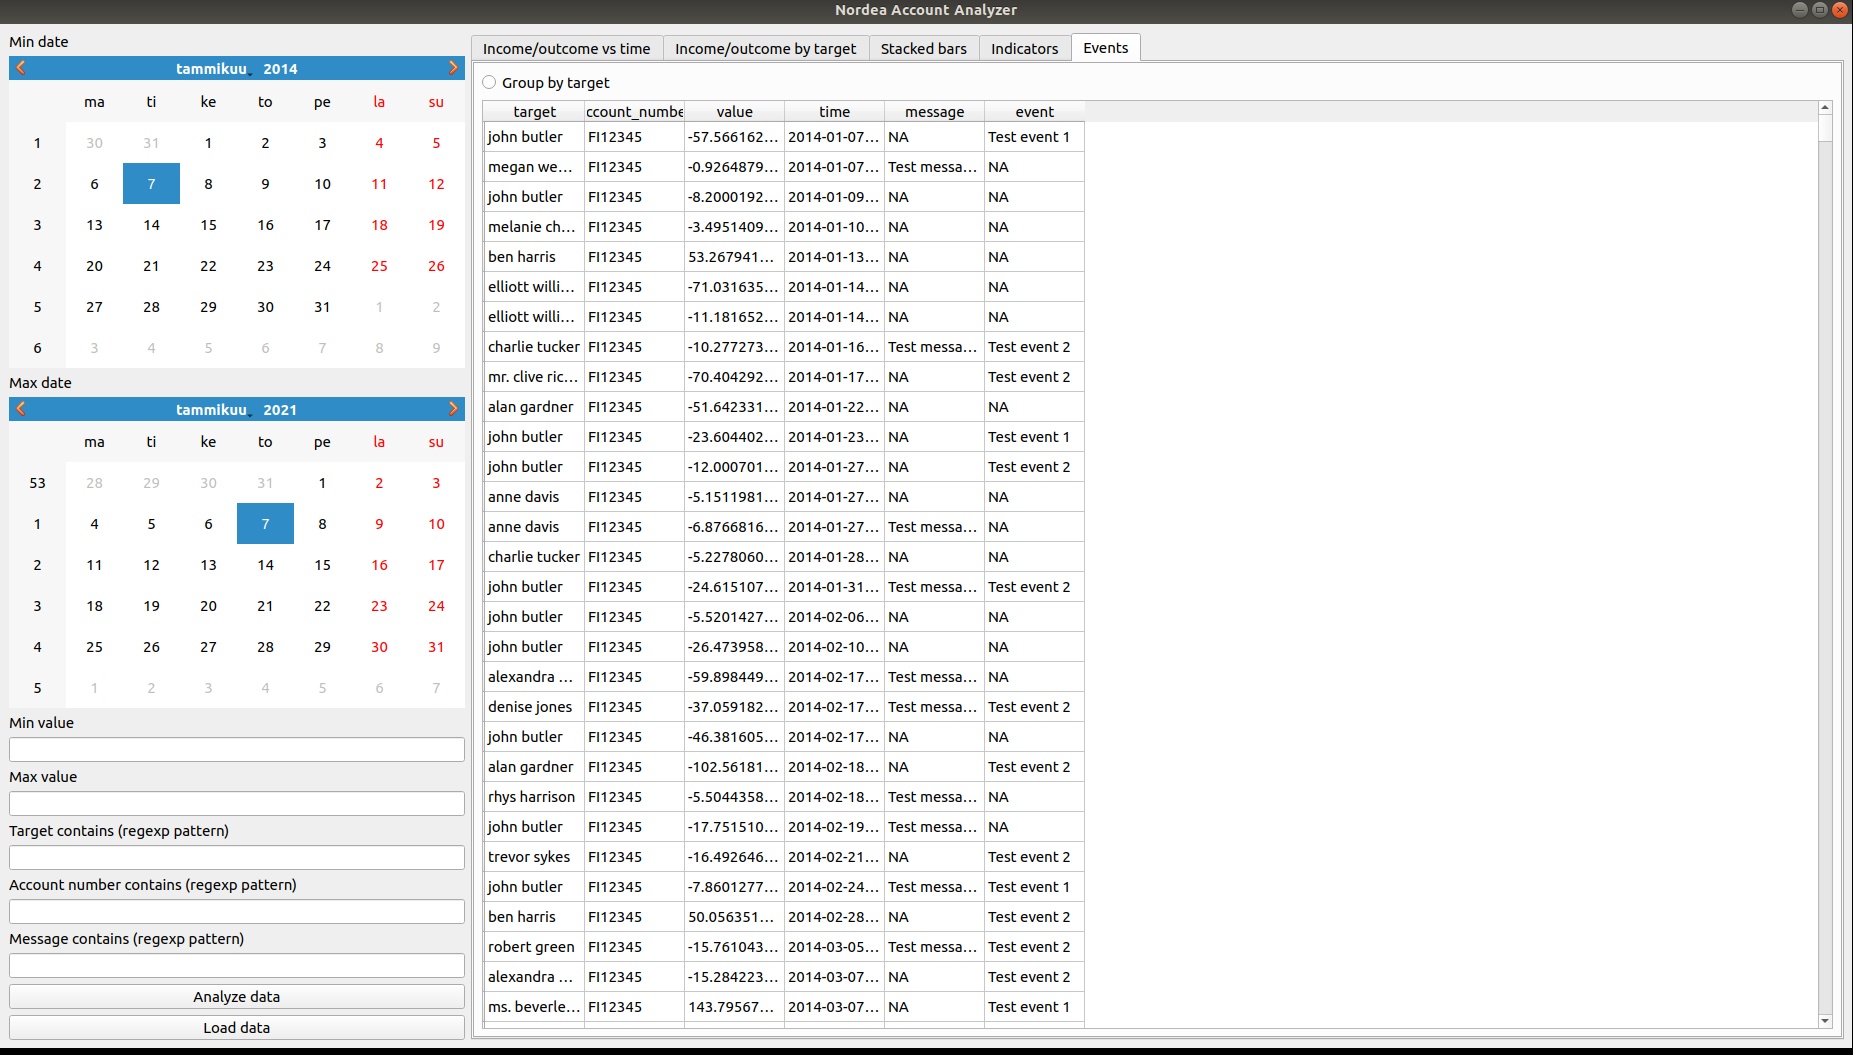 Nordea Account Analyzer
Min date
tammikuu 2014
ma ti ke to pe la su
1 30 31 1 2 3 4 5
2 6 7 8 9 10 11 12
3 13 14 15 16 17 18 19
4 20 21 22 23 24 25 26
5 27 28 29 30 31 1 2
6 3 4 5 6 7 8 9
Max date
tammikuu 2021
ma ti ke to pe la su
53 28 29 30 31 1 2 3
1 4 5 6 7 8 9 10
2 11 12 13 14 15 16 17
3 18 19 20 21 22 23 24
4 25 26 27 28 29 30 31
5 1 2 3 4 5 6 7
Min value
Max value
Target contains (regexp pattern)
Account number contains (regexp pattern)
Message contains (regexp pattern)
Analyze data
Load data
Income/outcome vs time Income/outcome by target Stacked bars Indicators Events
Group by target
target ccount_numbe value time message event
john butler FI12345 -57.566162... 2014-01-07... NA Test event 1
megan we... FI12345 -0.9264879... 2014-01-07... Test messa... NA
john butler FI12345 -8.2000192... 2014-01-09... NA NA
melanie ch... FI12345 -3.4951409... 2014-01-10... NA NA
ben harris FI12345 53.267941... 2014-01-13... NA NA
elliott willi... FI12345 -71.031635... 2014-01-14... NA NA
elliott willi... FI12345 -11.181652... 2014-01-14... NA NA
charlie tucker FI12345 -10.277273... 2014-01-16... Test messa... Test event 2
mr. clive ric... FI12345 -70.404292... 2014-01-17... NA Test event 2
alan gardner FI12345 -51.642331... 2014-01-22... NA NA
john butler FI12345 -23.604402... 2014-01-23... NA Test event 1
john butler FI12345 -12.000701... 2014-01-27... NA Test event 2
anne davis FI12345 -5.1511981... 2014-01-27... NA NA
anne davis FI12345 -6.8766816... 2014-01-27... Test messa... NA
charlie tucker FI12345 -5.2278060... 2014-01-28... NA NA
john butler FI12345 -24.615107... 2014-01-31... Test messa... Test event 2
john butler FI12345 -5.5201427... 2014-02-06... NA NA
john butler FI12345 -26.473958... 2014-02-10... NA NA
alexandra ... FI12345 -59.898449... 2014-02-17... Test messa... NA
denise jones FI12345 -37.059182... 2014-02-17... Test messa... Test event 2
john butler FI12345 -46.381605... 2014-02-17... NA NA
alan gardner FI12345 -102.56181... 2014-02-18... NA Test event 2
rhys harrison FI12345 -5.5044358... 2014-02-18... Test messa... NA
john butler FI12345 -17.751510... 2014-02-19... Test messa... NA
trevor sykes FI12345 -16.492646... 2014-02-21... NA Test event 2
john butler FI12345 -7.8601277... 2014-02-24... Test messa... Test event 1
ben harris FI12345 50.056351... 2014-02-28... NA Test event 2
robert green FI12345 -15.761043... 2014-03-05... Test messa... Test event 2
alexandra ... FI12345 -15.284223... 2014-03-07... NA Test event 2
ms. beverle... FI12345 143.79567... 2014-03-07... NA Test event 1